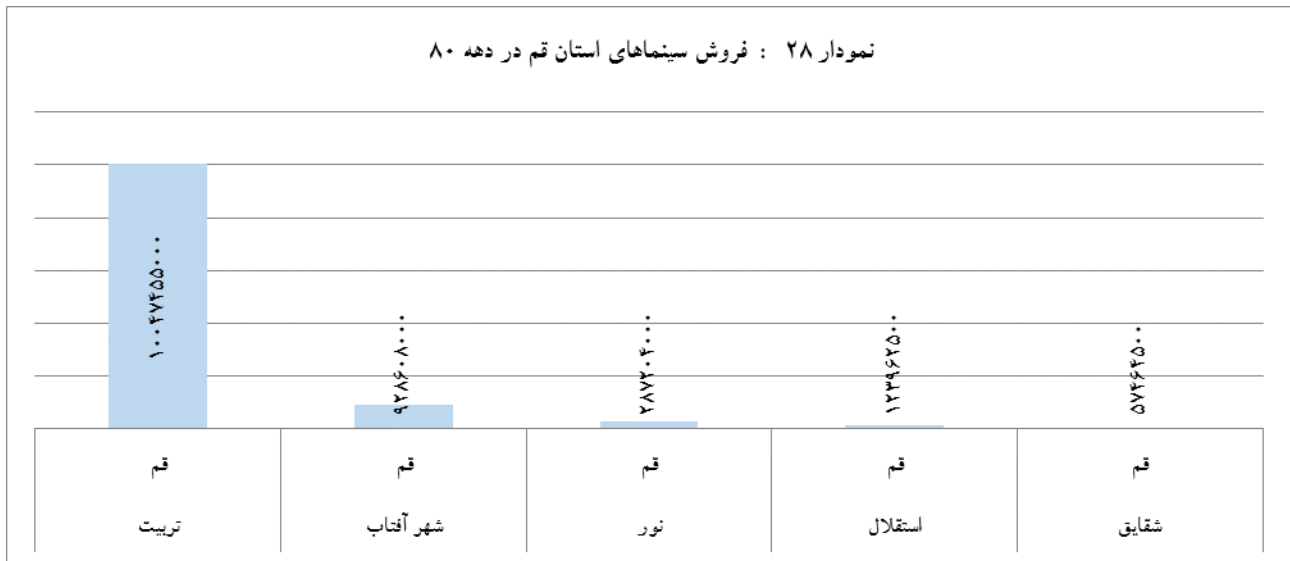 نمودار ۲۸ : فروش سینماهای استان قم در دهه ۸۰
۱۰۰۴۷۴۵۵۰۰۰
۹۲۸۶۰۸۰۰۰
۲۸۷۲۰۴۰۰۰
۱۲۳۹۶۲۵۰۰
۵۷۴۶۴۵۰۰
قم قم قم قم قم
تربیت شهر آفتاب نور استقلال شقایق